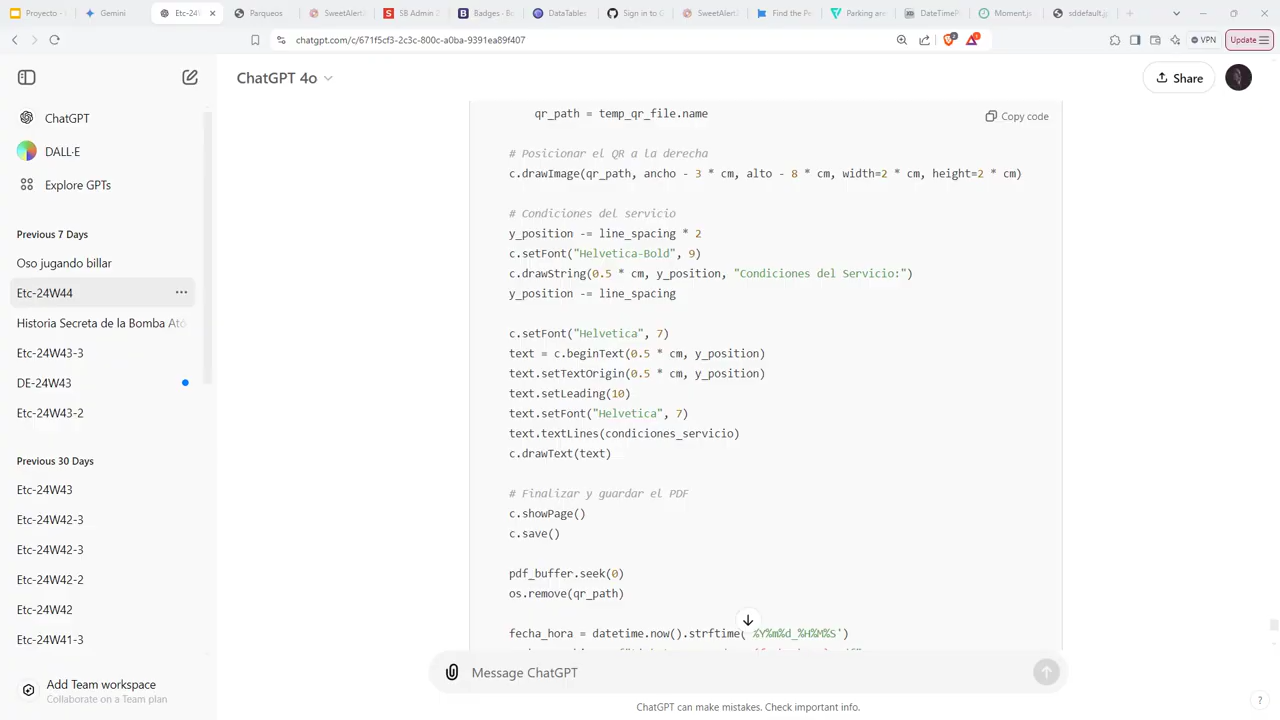 Proyecto -
Gemini
Etc-24W
Parqueos
SweetAlert2
SB Admin 2
Badges - Bo
DataTables
Sign in to G
SweetAlert2
Find the Pe
Parking are
DateTimePi
Moment.js
sddefault.j
chatgpt.com/c/671f5cf3-2c3c-800c-a0ba-9391ea89f407
2
VPN
Update
ChatGPT 4o
Share
ChatGPT
DALL·E
Explore GPTs
Previous 7 Days
Oso jugando billar
Etc-24W44
Historia Secreta de la Bomba Ató
Etc-24W43-3
DE-24W43
Etc-24W43-2
Previous 30 Days
Etc-24W43
Etc-24W42-3
Etc-24W42-3
Etc-24W42-2
Etc-24W42
Etc-24W41-3
Add Team workspace
Collaborate on a Team plan
Copy code
qr_path = temp_qr_file.name
# Posicionar el QR a la derecha
c.drawImage(qr_path, ancho - 3 * cm, alto - 8 * cm, width=2 * cm, height=2 * cm)
# Condiciones del servicio
y_position -= line_spacing * 2
c.setFont("Helvetica-Bold", 9)
c.drawString(0.5 * cm, y_position, "Condiciones del Servicio:")
y_position -= line_spacing
c.setFont("Helvetica", 7)
text = c.beginText(0.5 * cm, y_position)
text.setTextOrigin(0.5 * cm, y_position)
text.setLeading(10)
text.setFont("Helvetica", 7)
text.textLines(condiciones_servicio)
c.drawText(text)
# Finalizar y guardar el PDF
c.showPage()
c.save()
pdf_buffer.seek(0)
os.remove(qr_path)
fecha_hora = datetime.now().strftime('%Y%m%d_%H%M%S')
Message ChatGPT
ChatGPT can make mistakes. Check important info.
?